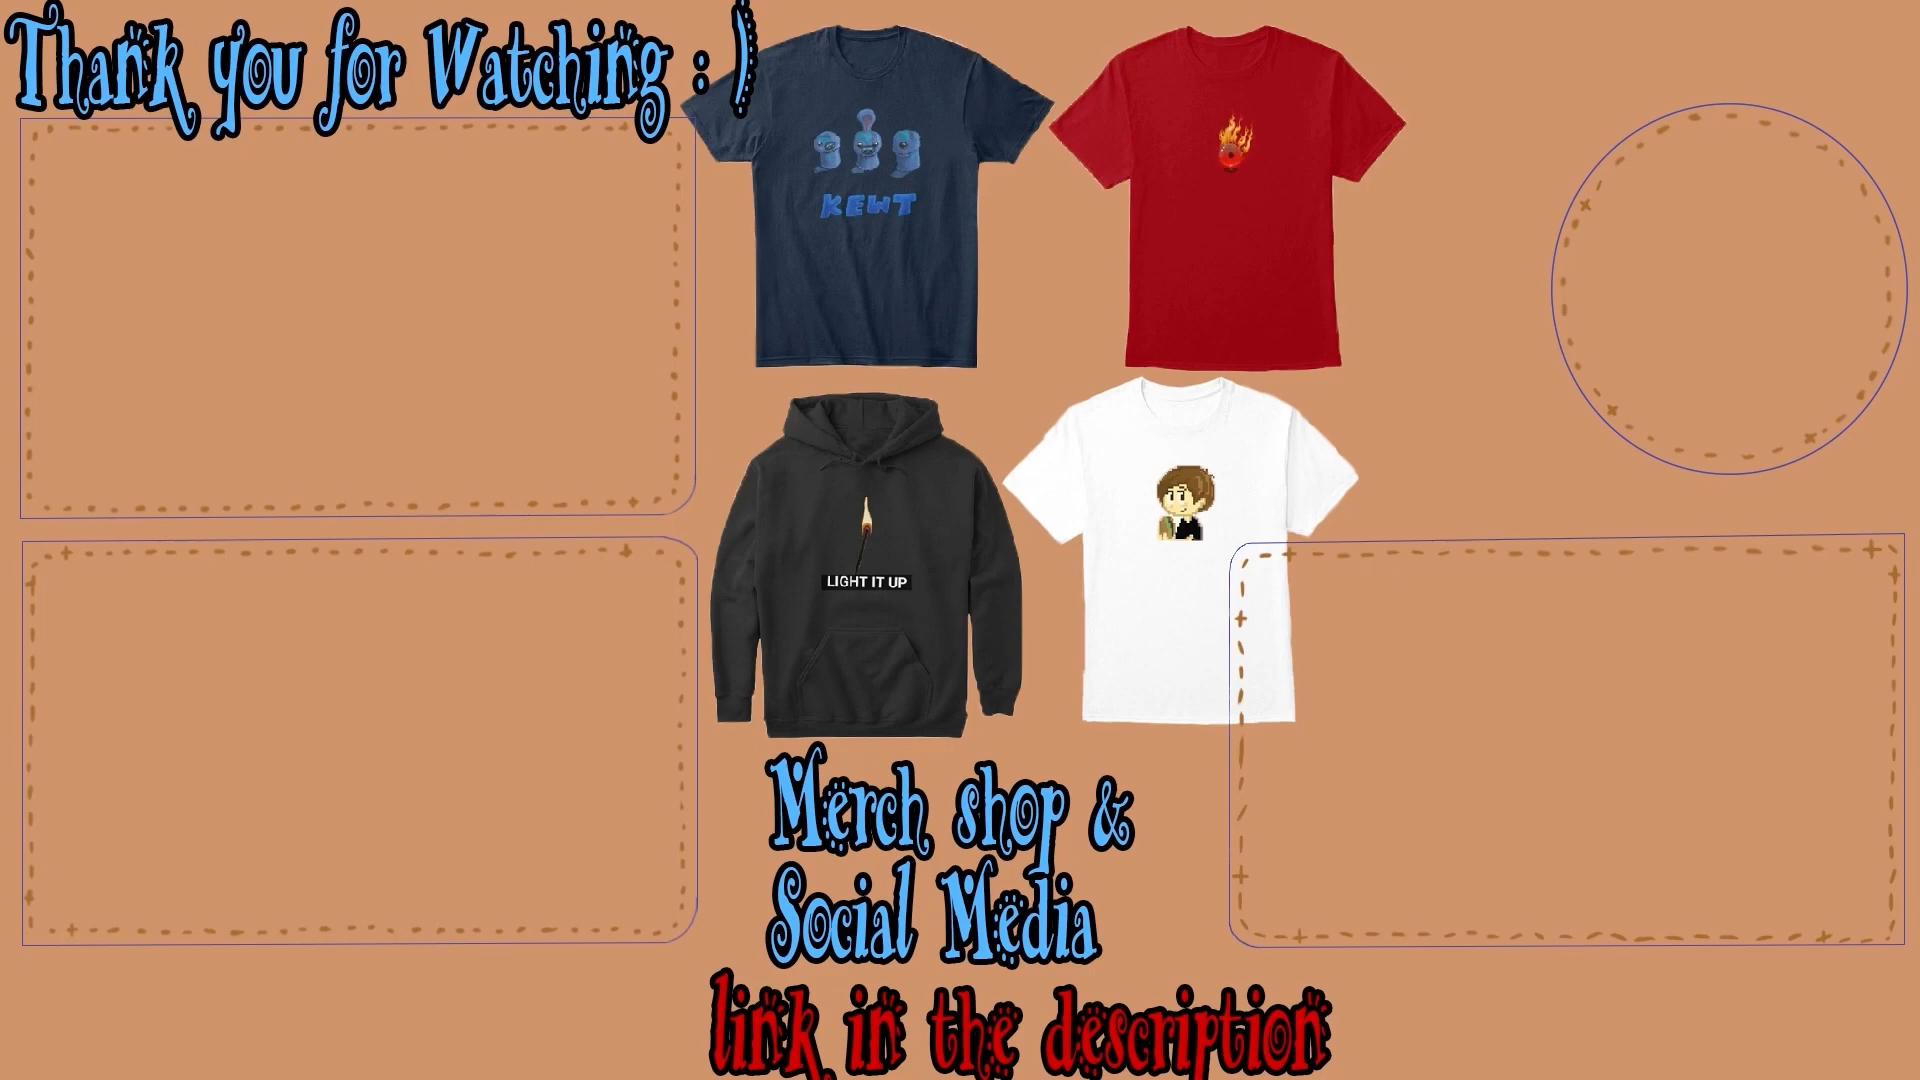 Thank you for Watching : )
KEWT
LIGHT IT UP
Merch shop &
Social Media
link in the description